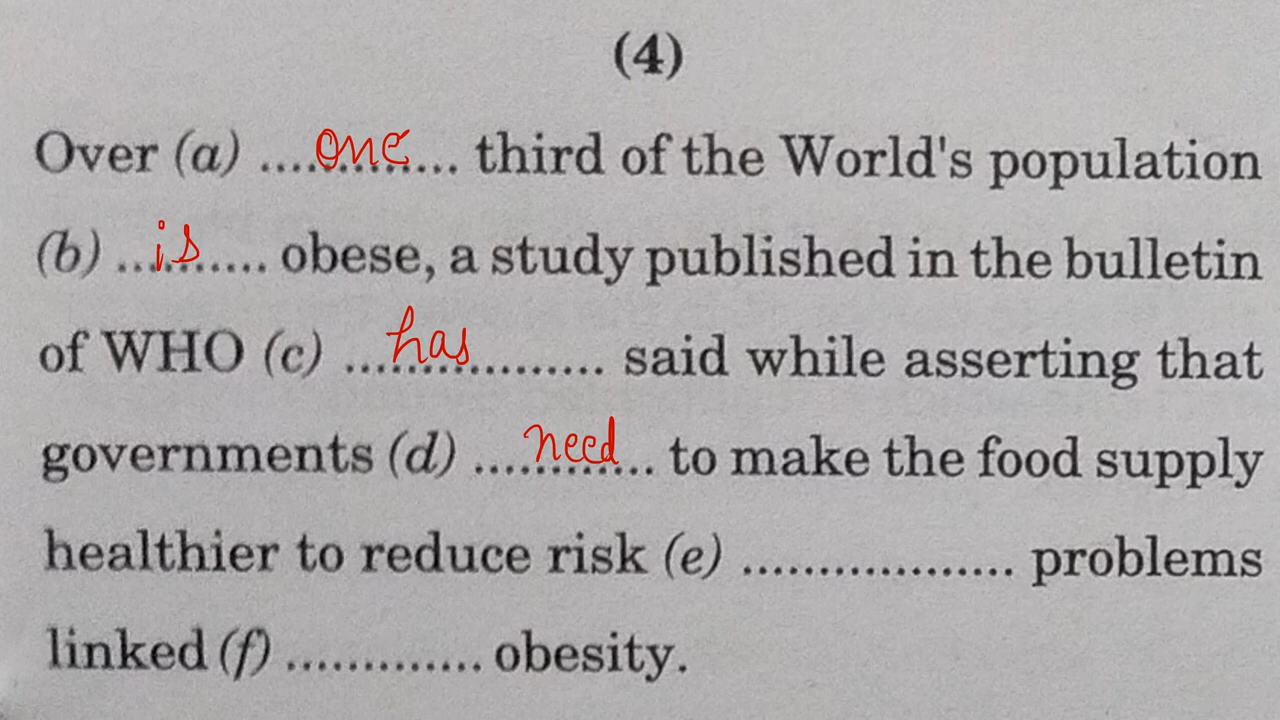 (4)
Over (a) ....one.... third of the World's population
(b) ...is...... obese, a study published in the bulletin
of WHO (c) ...has............ said while asserting that
governments (d) ....need.... to make the food supply
healthier to reduce risk (e) .................. problems
linked (f) ............. obesity.